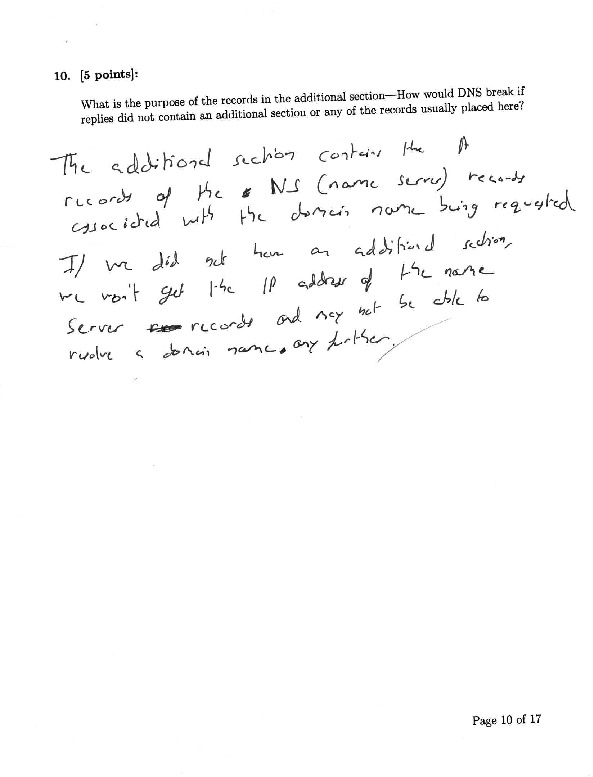 10. [5 points]:
What is the purpose of the records in the additional section—How would DNS break if
replies did not contain an additional section or any of the records usually placed here?
The additional section contains the A
records of the NS (name server) records
associated with the domain name being requested
If we did not have an additional section,
we won't get the IP address of the name
server records and may not be able to
resolve a domain name any further.
Page 10 of 17